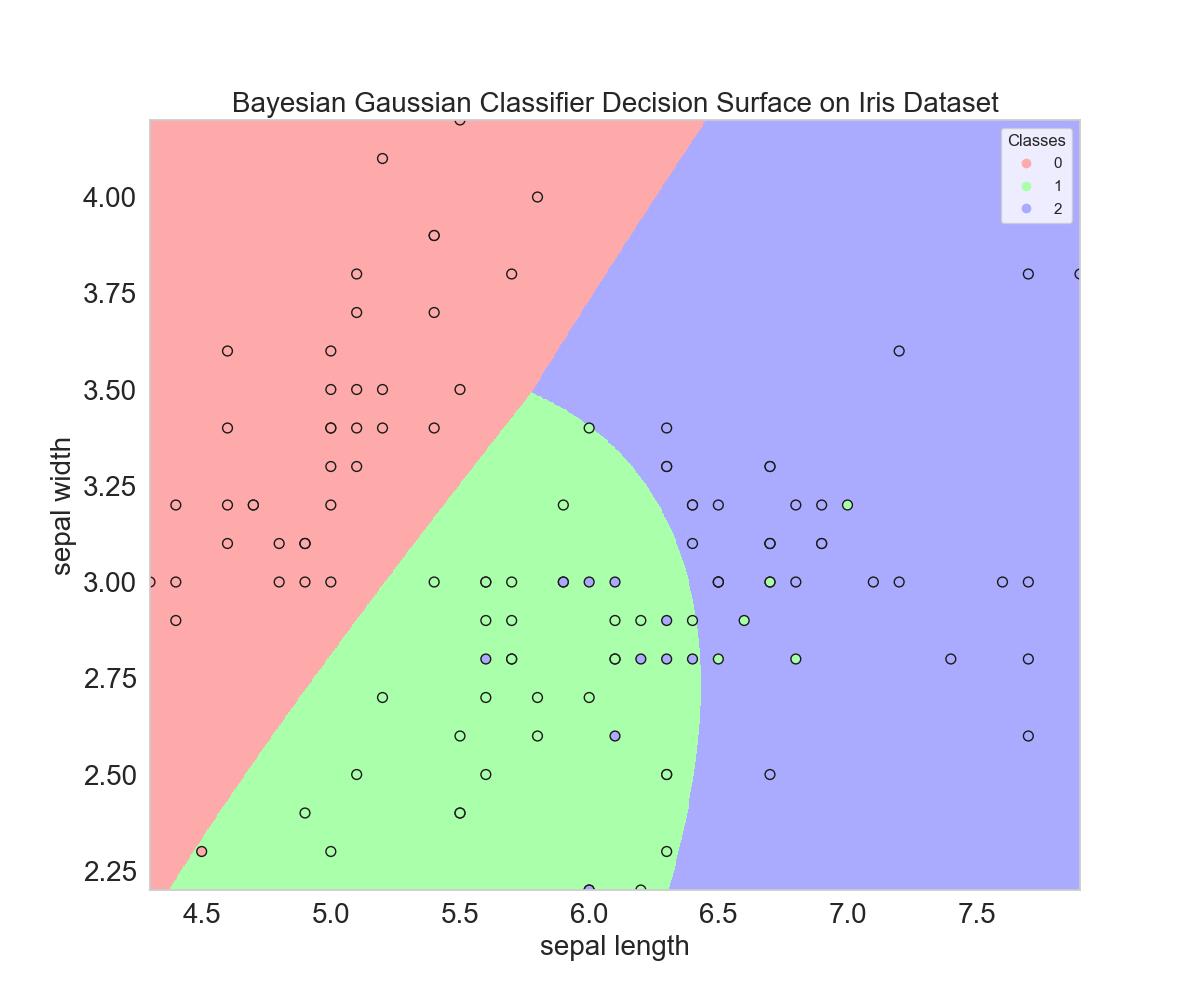 Bayesian Gaussian Classifier Decision Surface on Iris Dataset
Classes
0
1
2
4.00
3.75
3.50
3.25
3.00
2.75
2.50
2.25
sepal width
4.5 5.0 5.5 6.0 6.5 7.0 7.5
sepal length